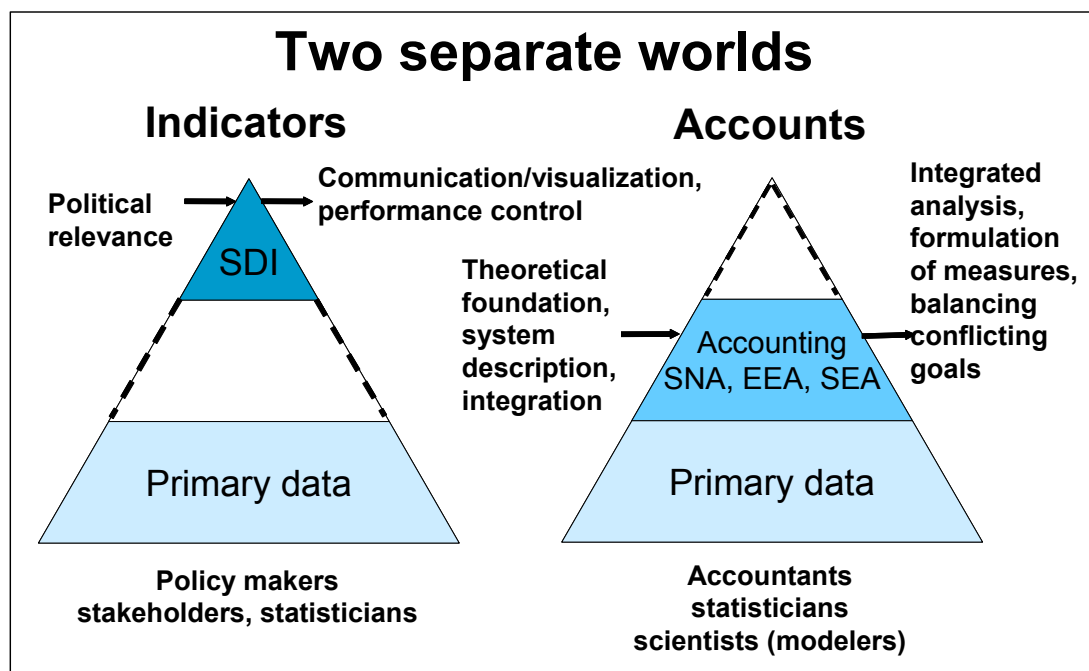 Two separate worlds
Indicators
Political
relevance
Communication/visualization,
performance control
SDI
Primary data
Policy makers
stakeholders, statisticians
Accounts
Theoretical
foundation,
system
description,
integration
Integrated
analysis,
formulation
of measures,
balancing
conflicting
goals
Accounting
SNA, EEA, SEA
Primary data
Accountants
statisticians
scientists (modelers)